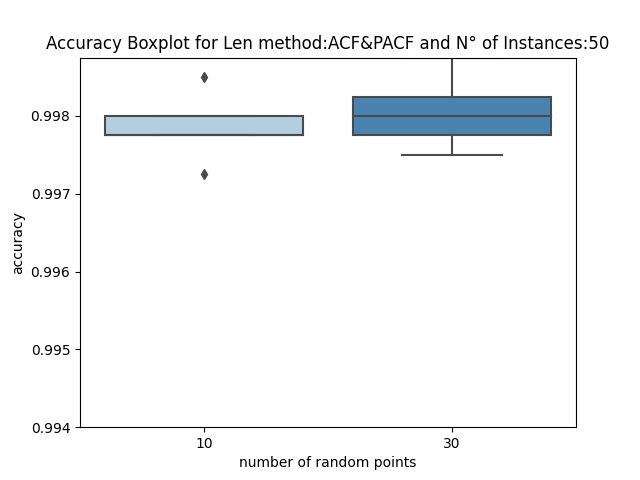 Accuracy Boxplot for Len method:ACF&PACF and N° of Instances:50
0.998
0.997
0.996
0.995
0.994
accuracy
10 30
number of random points